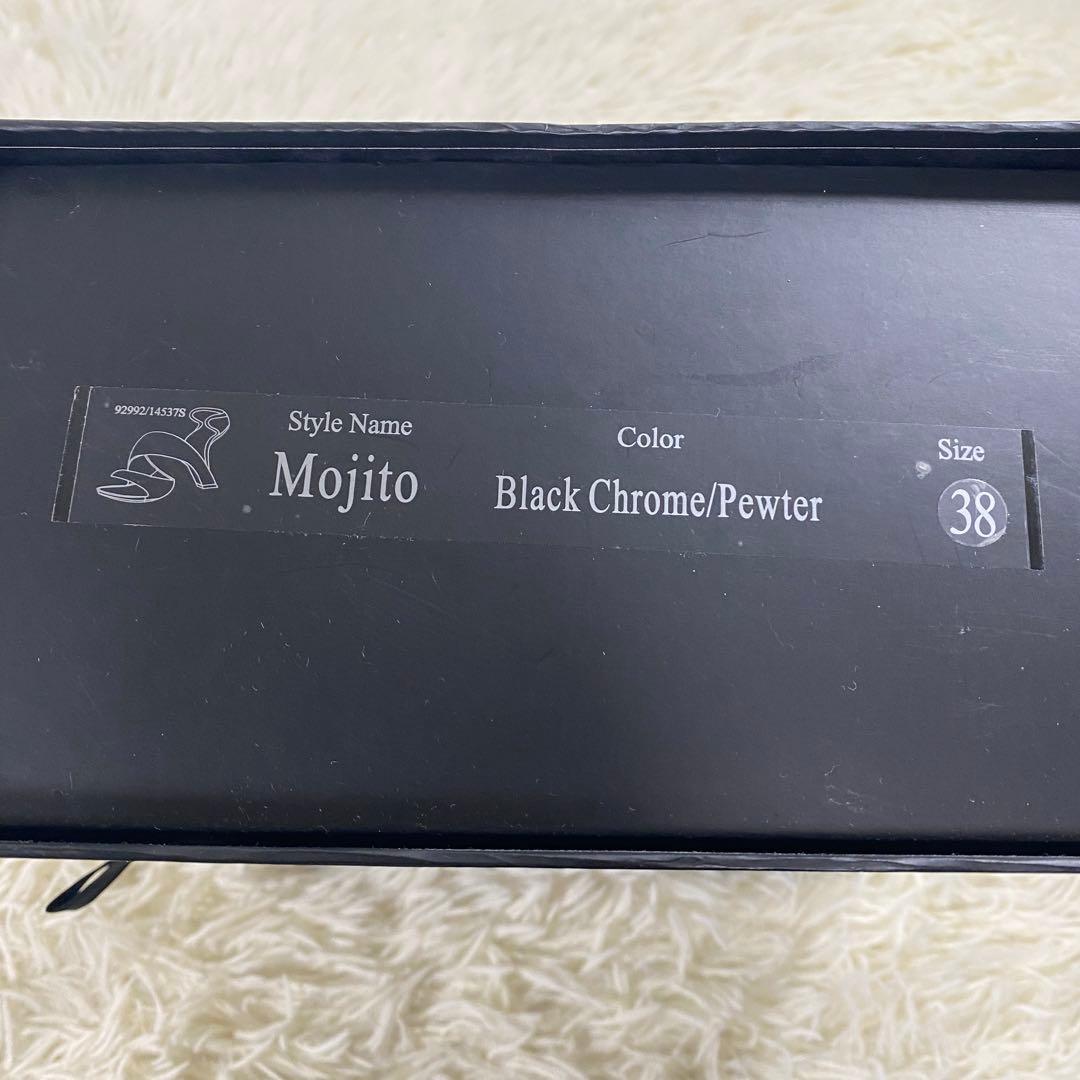 92992/14537S
Style Name
Mojito
Color
Black Chrome/Pewter
Size
38